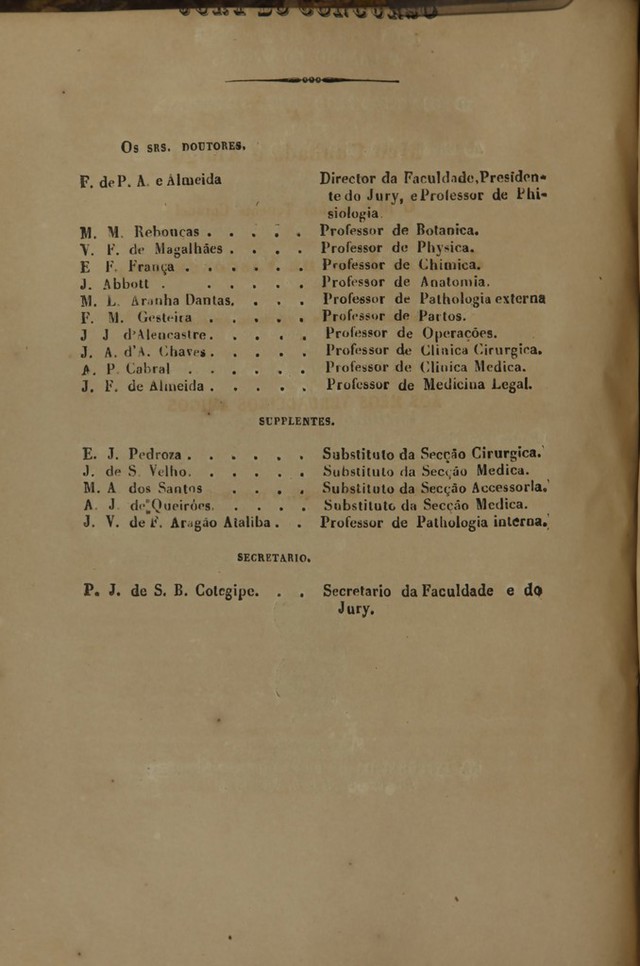 JURY DO CONCURSO
Os SRS. DOUTORES.
F. de P. A. e Almeida Director da Faculdade, Presiden-
te do Jury, e Professor de Phi-
siologia.
M. M. Rebouças . . . . . Professor de Botanica.
V. F. de Magalhães . . . . Professor de Physica.
E F. França . . . . . . Professor de Chimica.
J. Abbott . . . . . . Professor de Anatomia.
M. L. Aranha Dantas. . . . Professor de Pathologia externa
F. M. Gesteira . . . . . Professor de Partos.
J J d'Alencastre. . . . . Professor de Operações.
J. A. d'A. Chaves. . . . . Professor de Clinica Cirurgica.
A. P. Cabral . . . . . . Professor de Clinica Medica.
J. F. de Almeida . . . . . Professor de Medicina Legal.
SUPPLENTES.
E. J. Pedroza . . . . . . Substituto da Secção Cirurgica.
J. de S. Velho. . . . . . Substituto da Secção Medica.
M. A dos Santos . . . . Substituto da Secção Accessoria.
A. J. de Queiróes. . . . . Substituto da Secção Medica.
J. V. de F. Aragão Ataliba . . Professor de Pathologia interna.
SECRETARIO.
P. J. de S. B. Cotegipe. . . Secretario da Faculdade e do
Jury.